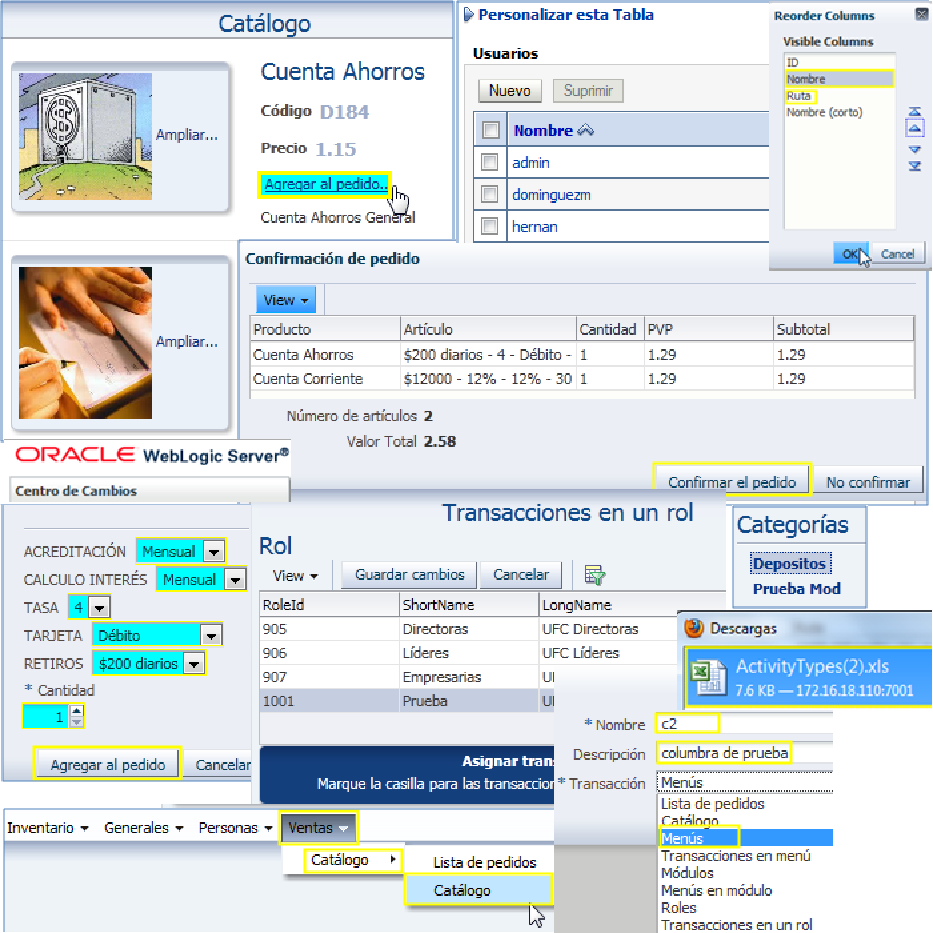 Catálogo
Ampliar...
Cuenta Ahorros
Código D184
Precio 1.15
Agregar al pedido...
Cuenta Ahorros General
Ampliar...
Personalizar esta Tabla
Usuarios
Nuevo Suprimir
Nombre
admin
dominguezm
hernan
Reorder Columns
Visible Columns
ID
Nombre
Ruta
Nombre (corto)
OK Cancel
Confirmación de pedido
View
Producto Artículo Cantidad PVP Subtotal
Cuenta Ahorros $200 diarios - 4 - Débito - 1 1.29 1.29
Cuenta Corriente $12000 - 12% - 12% - 30 1 1.29 1.29
Número de artículos 2
Valor Total 2.58
Confirmar el pedido No confirmar
ORACLE WebLogic Server®
Centro de Cambios
ACREDITACIÓN Mensual
CALCULO INTERÉS Mensual
TASA 4
TARJETA Débito
RETIROS $200 diarios
* Cantidad
1
Agregar al pedido Cancelar
Transacciones en un rol
Rol
View Guardar cambios Cancelar
RoleId ShortName LongName
905 Directoras UFC Directoras
906 Líderes UFC Líderes
907 Empresarias
1001 Prueba
Asignar tran
Marque la casilla para las transaccion
Categorías
Depositos
Prueba Mod
Descargas
ActivityTypes(2).xls
7.6 KB — 172.16.18.110:7001
* Nombre c2
Descripción columbra de prueba
* Transacción Menús
Lista de pedidos
Catálogo
Menús
Transacciones en menú
Módulos
Menús en módulo
Roles
Transacciones en un rol
Inventario Generales Personas Ventas
Catálogo Lista de pedidos
Catálogo